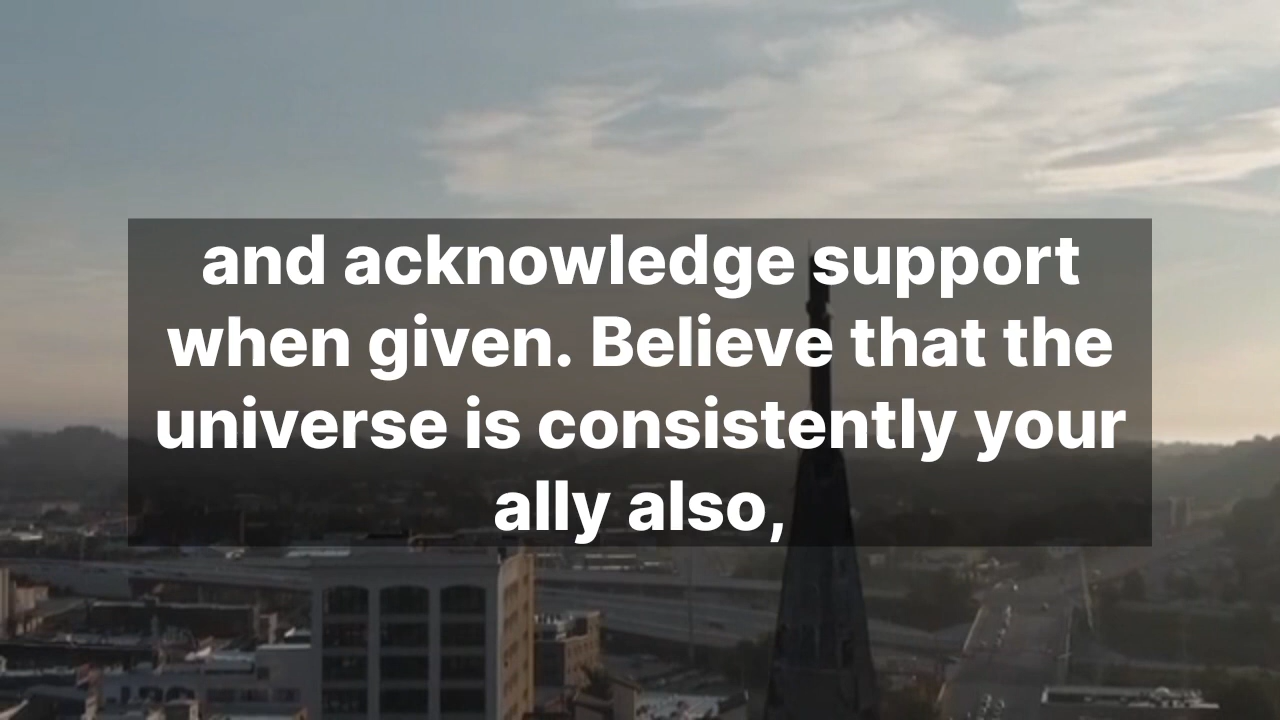 and acknowledge support
when given. Believe that the
universe is consistently your
ally also,